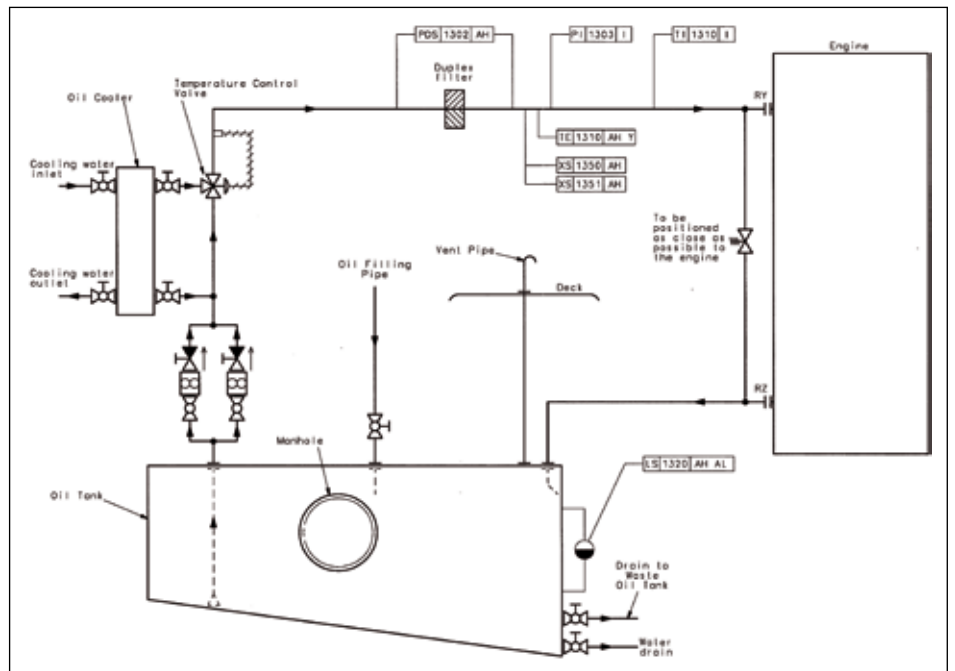 PDS 1302 AH
PI 1303 I
TI 1310 II
Engine
Duplex
filter
Temperature Control
Valve
Oil Cooler
RY
TE 1310 AH Y
XS 1350 AH
XS 1351 AH
Cooling water
inlet
To be
positioned
as close as
possible to
the engine
Vent Pipe
Oil Filling
Pipe
Cooling water
outlet
Deck
RZ
Manhole
LS 1320 AH AL
Oil Tank
Drain to
Waste
Oil Tank
Water
drain